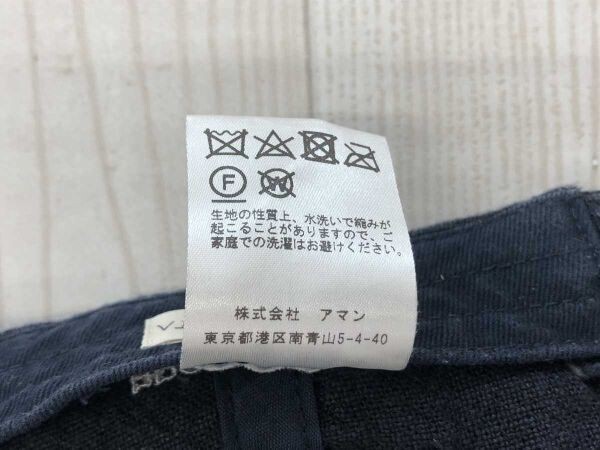 F W
生地の性質上、水洗いで縮みが
起こることがありますので、ご
家庭での洗濯はお避けください。
株式会社 アマン
東京都港区南青山5-4-40